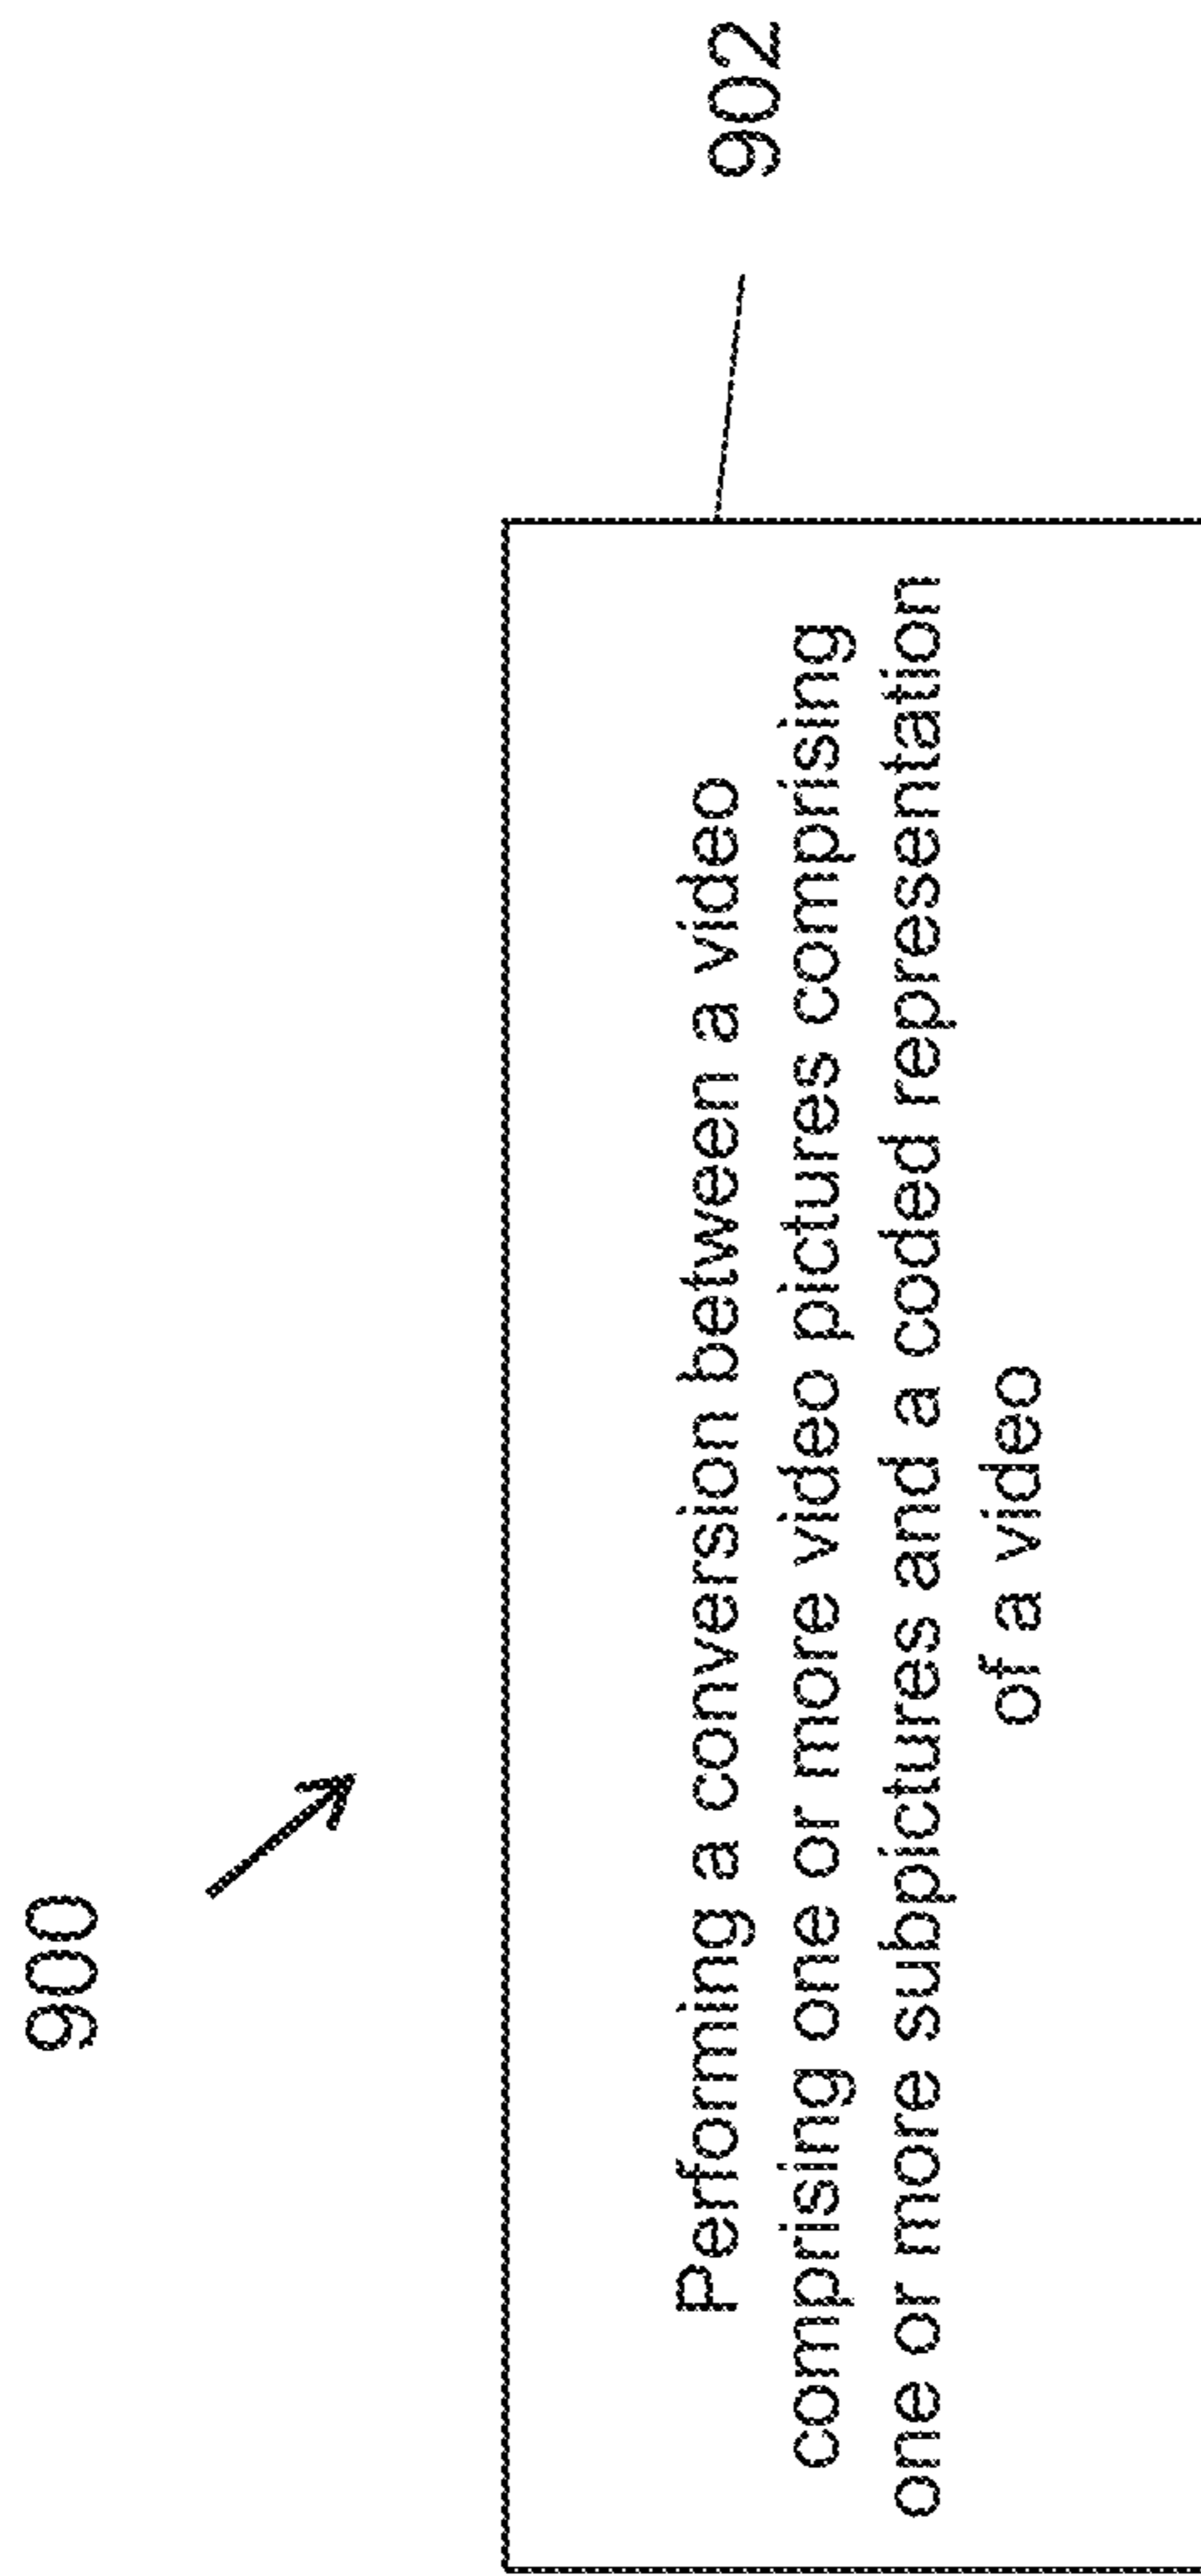 900
902
Performing a conversion between a video
comprising one or more video pictures comprising
one or more subpictures and a coded representation
of a video